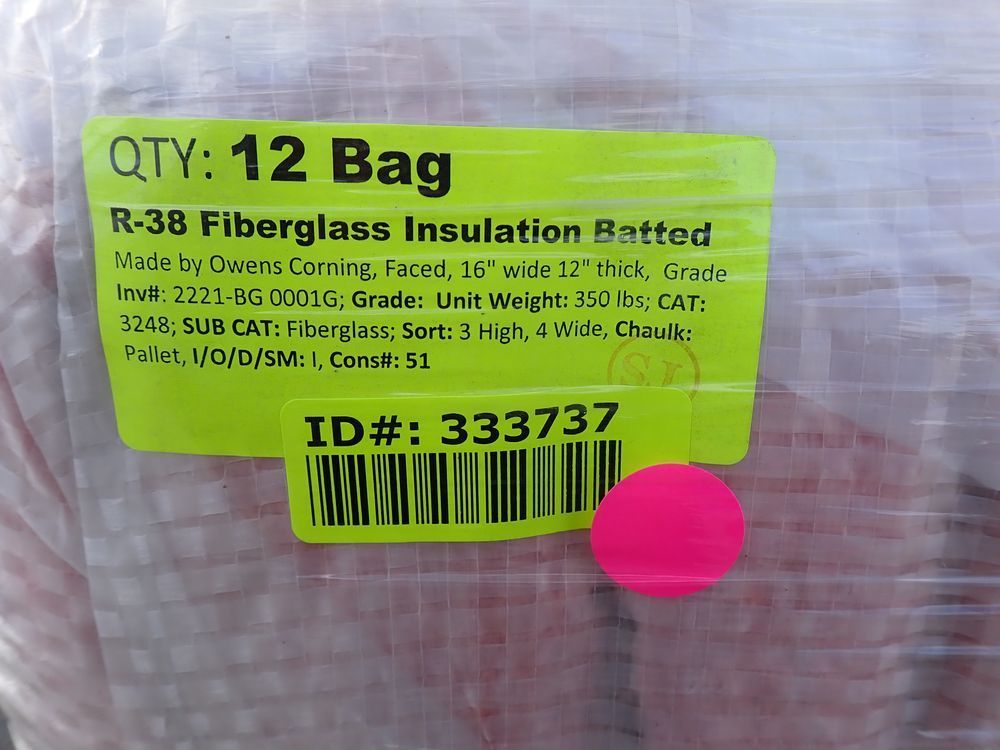 QTY: 12 Bag
R-38 Fiberglass Insulation Batted
Made by Owens Corning, Faced, 16" wide 12" thick, Grade
Inv#: 2221-BG 0001G; Grade: Unit Weight: 350 lbs; CAT:
3248; SUB CAT: Fiberglass; Sort: 3 High, 4 Wide, Chaulk:
Pallet, I/O/D/SM: I, Cons#: 51
ID#: 333737